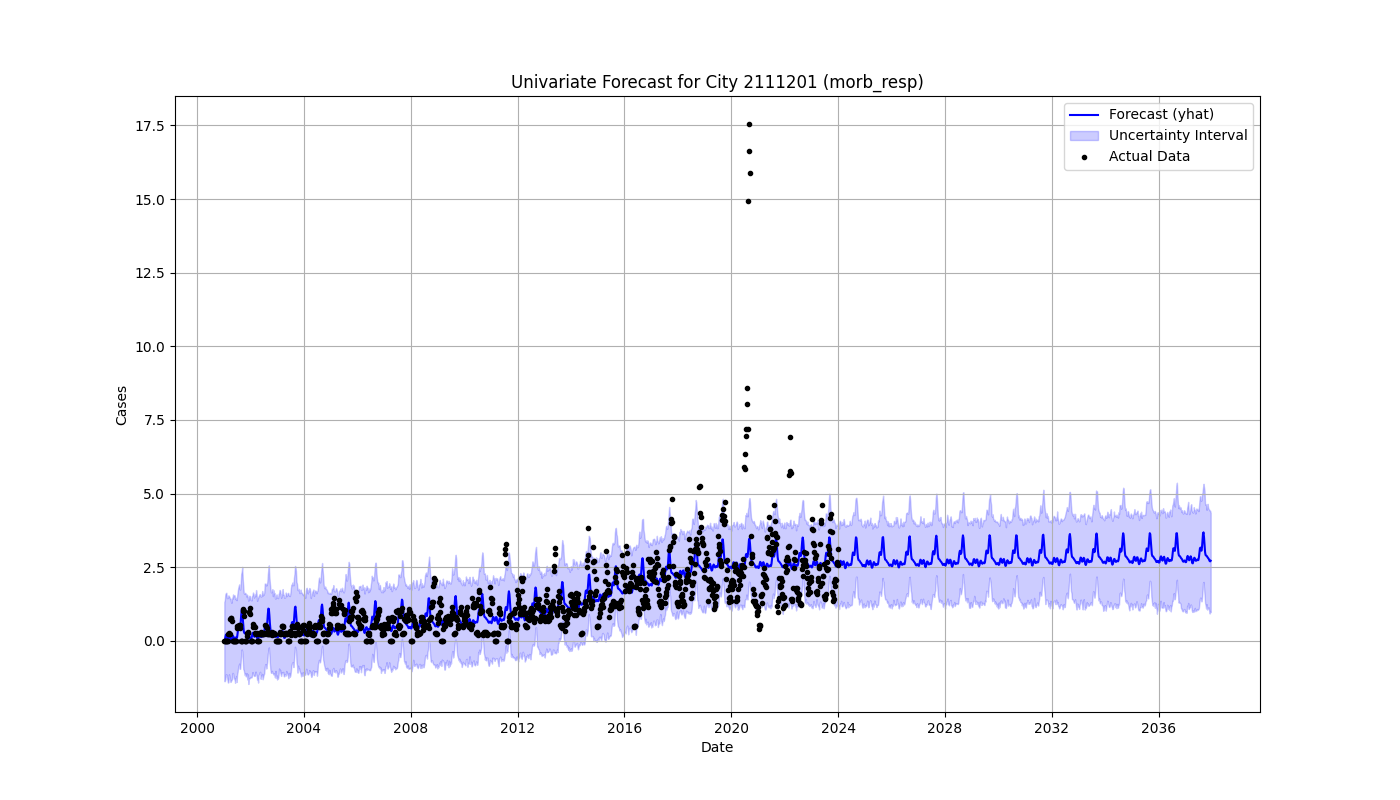 Univariate Forecast for City 2111201 (morb_resp)
Forecast (yhat)
Uncertainty Interval
Actual Data
17.5
15.0
12.5
10.0
7.5
5.0
2.5
0.0
Cases
2000 2004 2008 2012 2016 2020 2024 2028 2032 2036
Date